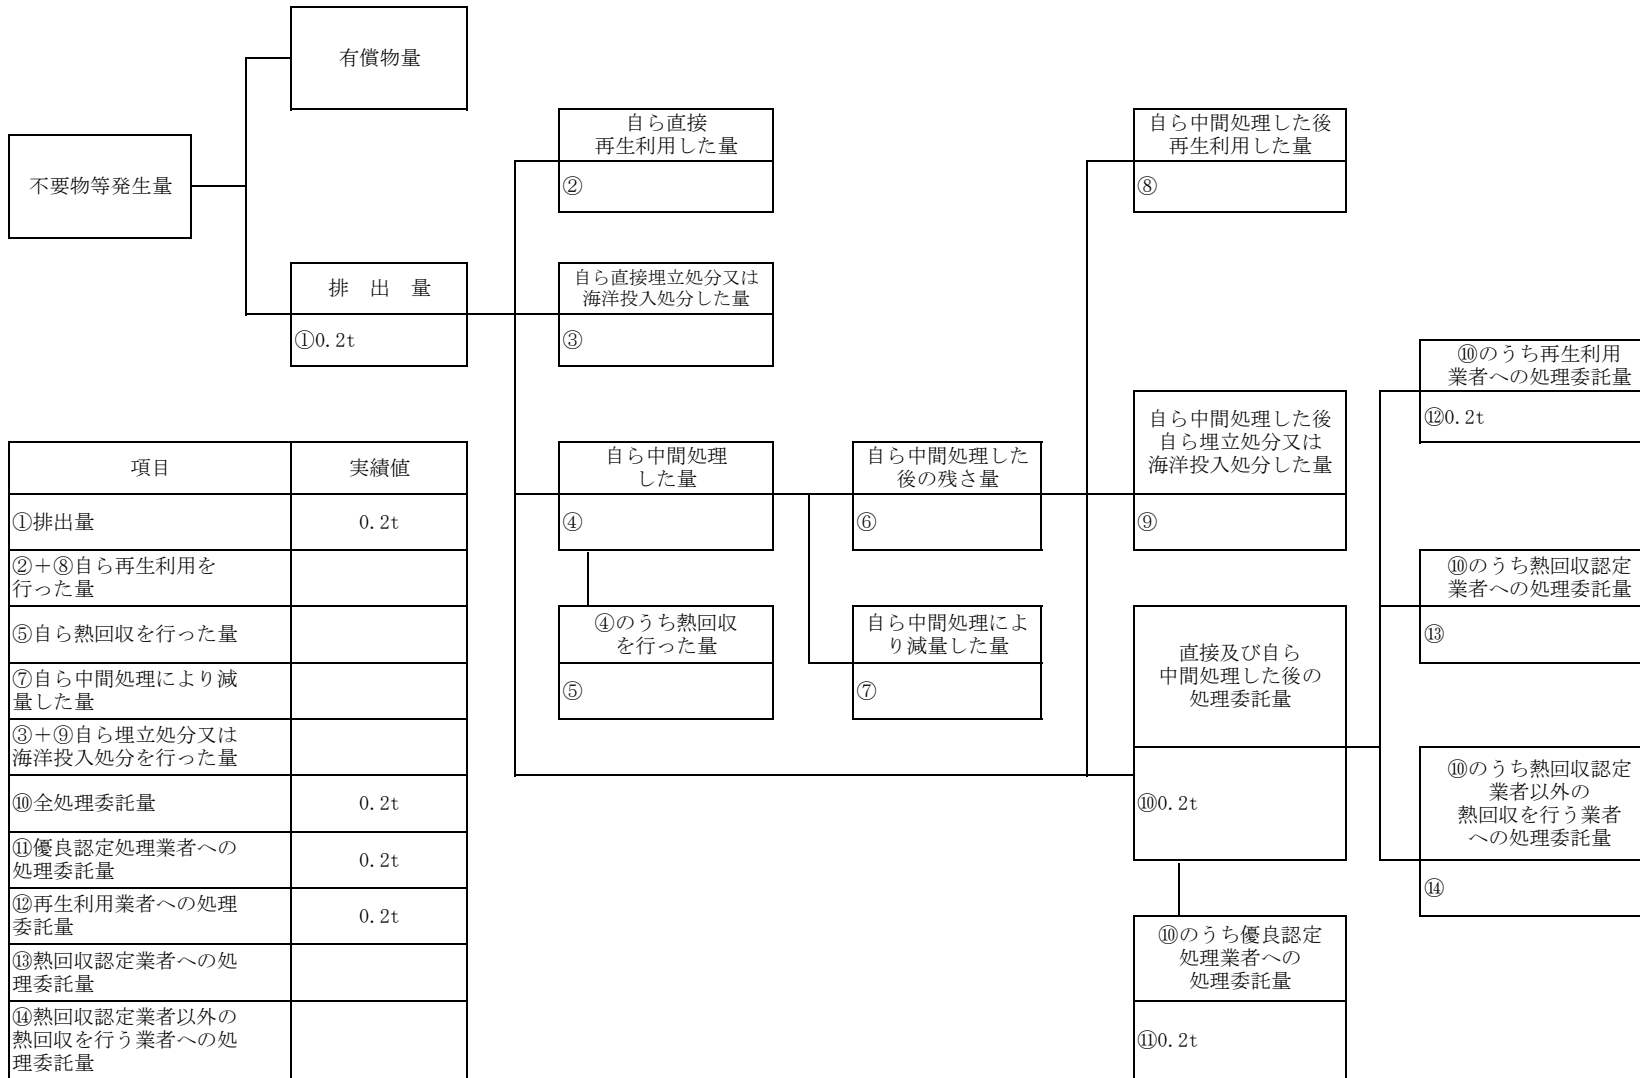 有償物量
不要物等発生量
排　出　量
①0.2t
自ら直接
再生利用した量
②
自ら直接埋立処分又は
海洋投入処分した量
③
自ら中間処理
した量
④
④のうち熱回収
を行った量
⑤
自ら中間処理した
後の残さ量
⑥
自ら中間処理によ
り減量した量
⑦
自ら中間処理した後
再生利用した量
⑧
自ら中間処理した後
自ら埋立処分又は
海洋投入処分した量
⑨
直接及び自ら
中間処理した後の
処理委託量
⑩0.2t
⑩のうち優良認定
処理業者への
処理委託量
⑪0.2t
⑩のうち再生利用
業者への処理委託量
⑫0.2t
⑩のうち熱回収認定
業者への処理委託量
⑬
⑩のうち熱回収認定
業者以外の
熱回収を行う業者
への処理委託量
⑭
項目 実績値
①排出量 0.2t
②＋⑧自ら再生利用を
行った量
⑤自ら熱回収を行った量
⑦自ら中間処理により減
量した量
③＋⑨自ら埋立処分又は
海洋投入処分を行った量
⑩全処理委託量 0.2t
⑪優良認定処理業者への
処理委託量 0.2t
⑫再生利用業者への処理
委託量 0.2t
⑬熱回収認定業者への処
理委託量
⑭熱回収認定業者以外の
熱回収を行う業者への処
理委託量